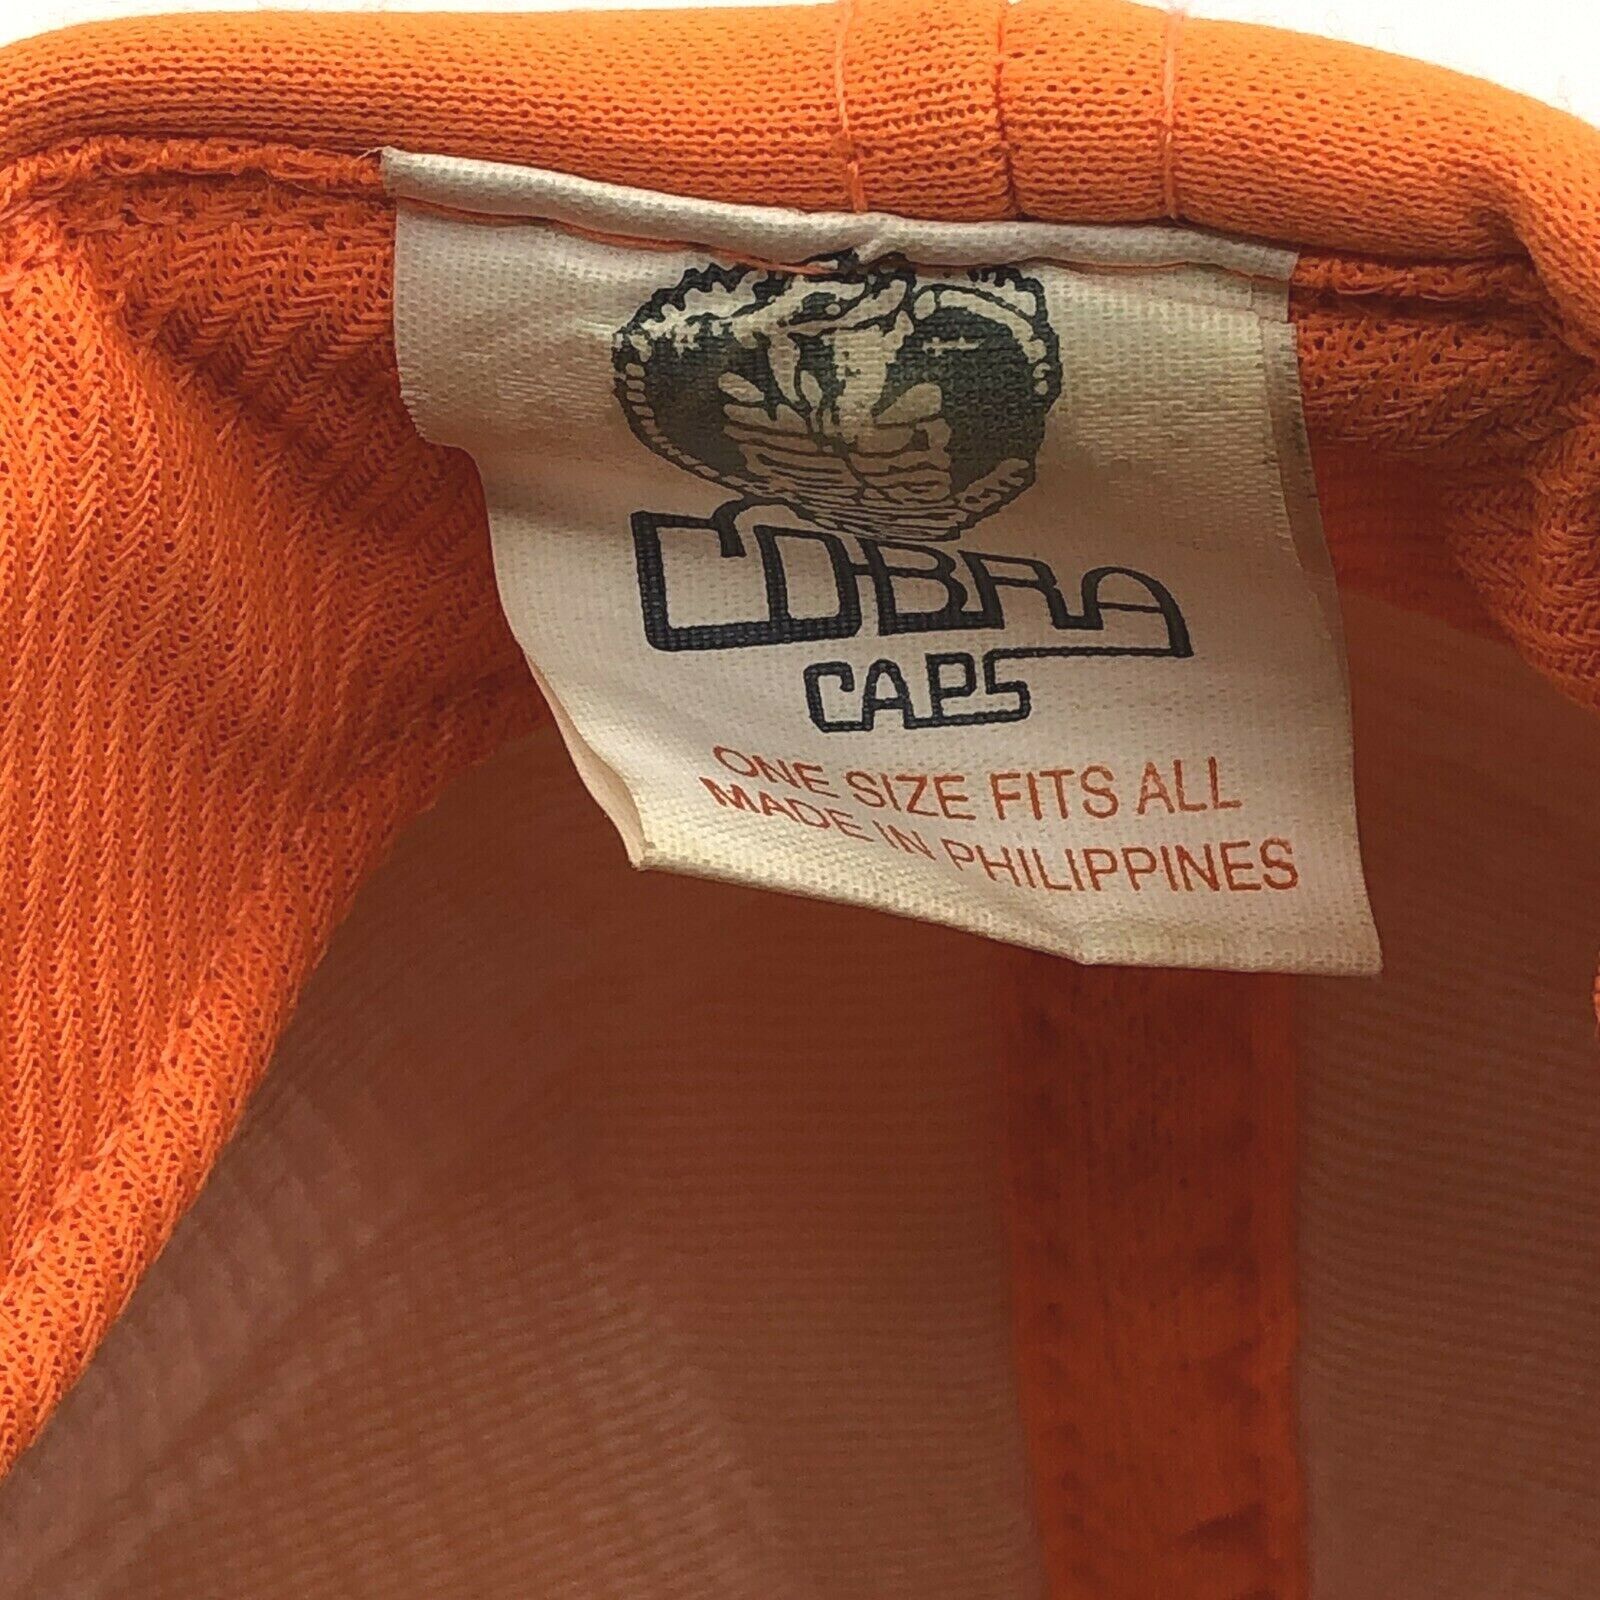 COBRA
CAPS
ONE SIZE FITS ALL
MADE IN PHILIPPINES